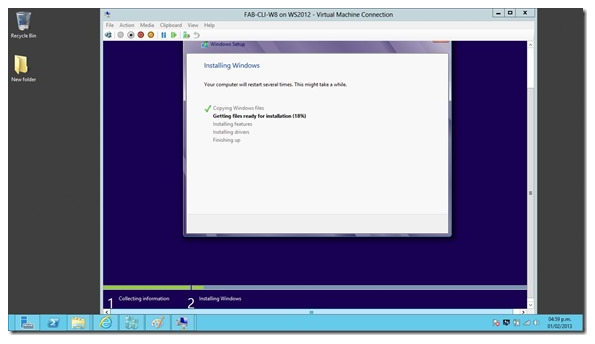 FAB-CLI-W8 on WS2012 - Virtual Machine Connection
File Action Media Clipboard View Help
Recycle Bin
New folder
Windows Setup
Installing Windows
Your computer will restart several times. This might take a while.
Copying Windows files
Getting files ready for installation (18%)
Installing features
Installing drivers
Finishing up
1 Collecting information
2 Installing Windows
04:59 p.m.
01/02/2013